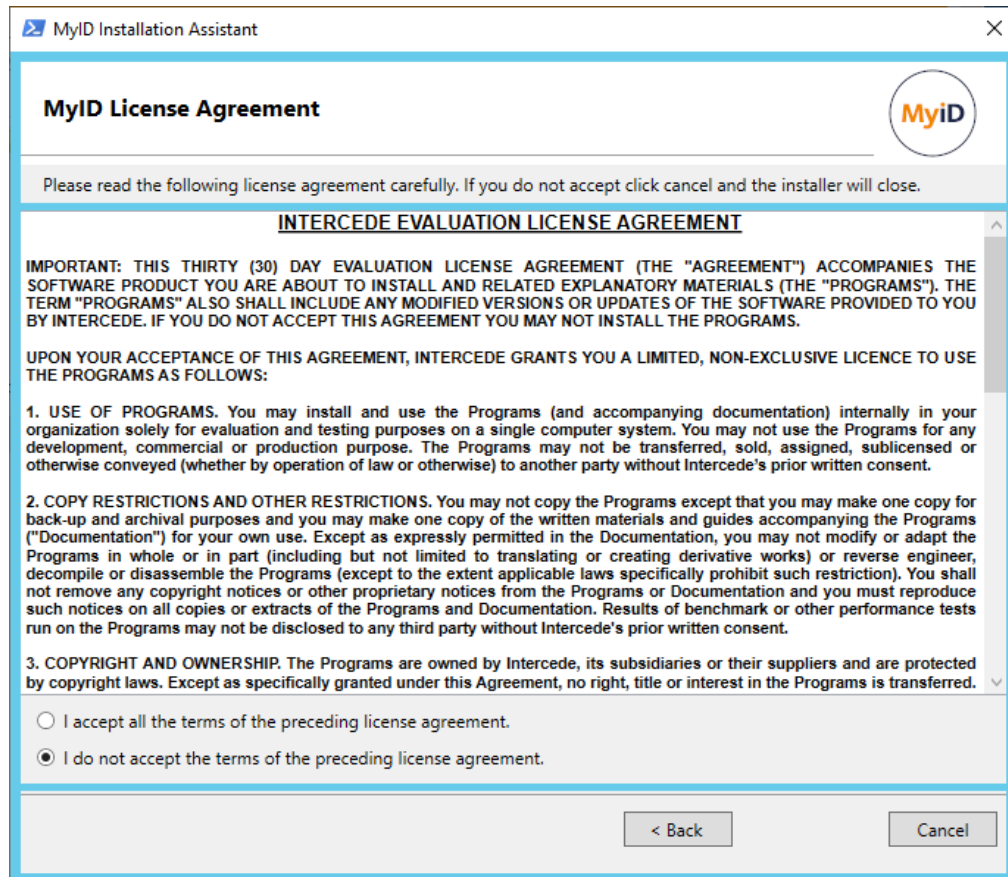 MyID Installation Assistant
MyID License Agreement
MyiD
Please read the following license agreement carefully. If you do not accept click cancel and the installer will close.
INTERCEDE EVALUATION LICENSE AGREEMENT
IMPORTANT: THIS THIRTY (30) DAY EVALUATION LICENSE AGREEMENT (THE "AGREEMENT") ACCOMPANIES THE
SOFTWARE PRODUCT YOU ARE ABOUT TO INSTALL AND RELATED EXPLANATORY MATERIALS (THE "PROGRAMS"). THE
TERM "PROGRAMS" ALSO SHALL INCLUDE ANY MODIFIED VERSIONS OR UPDATES OF THE SOFTWARE PROVIDED TO YOU
BY INTERCEDE. IF YOU DO NOT ACCEPT THIS AGREEMENT YOU MAY NOT INSTALL THE PROGRAMS.
UPON YOUR ACCEPTANCE OF THIS AGREEMENT, INTERCEDE GRANTS YOU A LIMITED, NON-EXCLUSIVE LICENCE TO USE
THE PROGRAMS AS FOLLOWS:
1. USE OF PROGRAMS. You may install and use the Programs (and accompanying documentation) internally in your
organization solely for evaluation and testing purposes on a single computer system. You may not use the Programs for any
development, commercial or production purpose. The Programs may not be transferred, sold, assigned, sublicensed or
otherwise conveyed (whether by operation of law or otherwise) to another party without Intercede's prior written consent.
2. COPY RESTRICTIONS AND OTHER RESTRICTIONS. You may not copy the Programs except that you may make one copy for
back-up and archival purposes and you may make one copy of the written materials and guides accompanying the Programs
("Documentation") for your own use. Except as expressly permitted in the Documentation, you may not modify or adapt the
Programs in whole or in part (including but not limited to translating or creating derivative works) or reverse engineer,
decompile or disassemble the Programs (except to the extent applicable laws specifically prohibit such restriction). You shall
not remove any copyright notices or other proprietary notices from the Programs or Documentation and you must reproduce
such notices on all copies or extracts of the Programs and Documentation. Results of benchmark or other performance tests
run on the Programs may not be disclosed to any third party without Intercede's prior written consent.
3. COPYRIGHT AND OWNERSHIP. The Programs are owned by Intercede, its subsidiaries or their suppliers and are protected
by copyright laws. Except as specifically granted under this Agreement, no right, title or interest in the Programs is transferred.
I accept all the terms of the preceding license agreement.
I do not accept the terms of the preceding license agreement.
< Back
Cancel